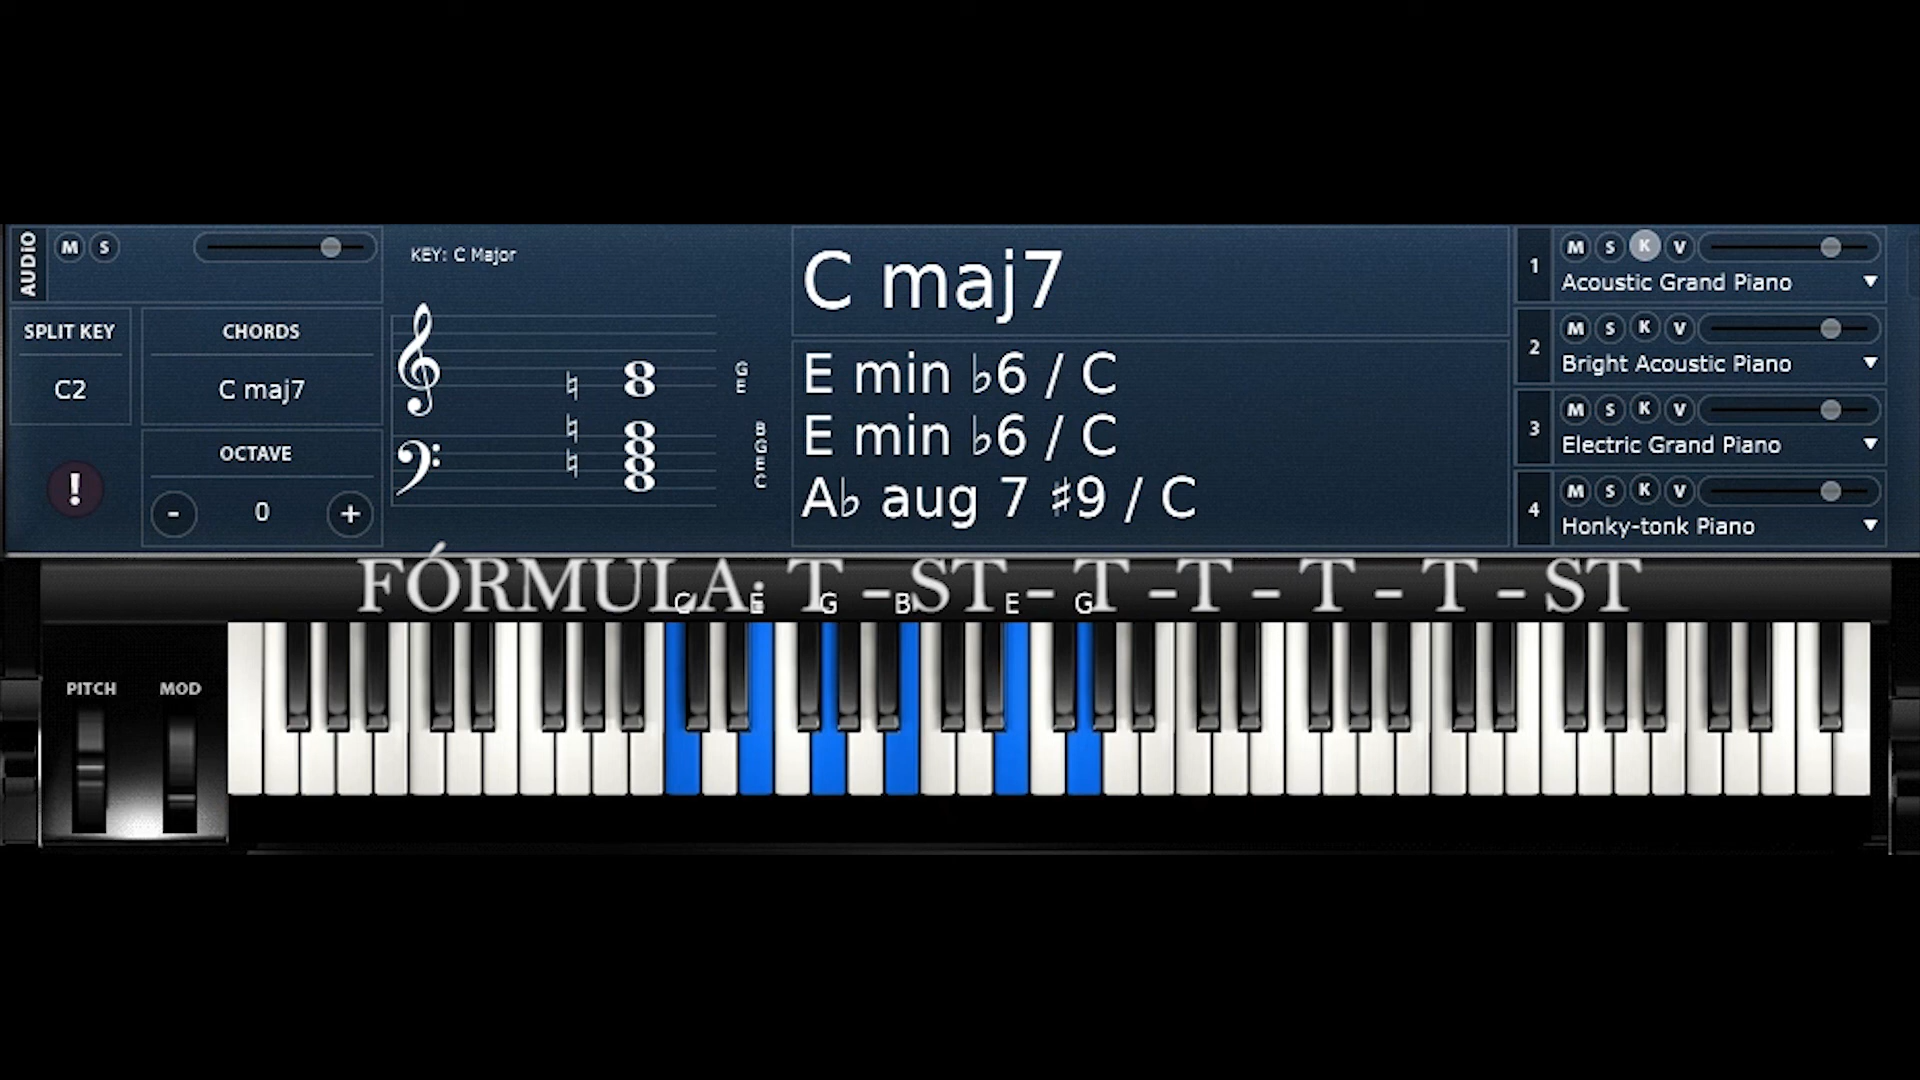 AUDiO
M S
KEY: C Major
SPLIT KEY
C2
!
CHORDS
C maj7
OCTAVE
- 0 +
G
E
B
G
E
C
C maj7
E min ♭6 / C
E min ♭6 / C
A♭ aug 7 ♯9 / C
1 M S K V
Acoustic Grand Piano
2 M S K V
Bright Acoustic Piano
3 M S K V
Electric Grand Piano
4 M S K V
Honky-tonk Piano
FÓRMULA: T - ST - T - T - T - T - ST
C E G B E G
PITCH MOD